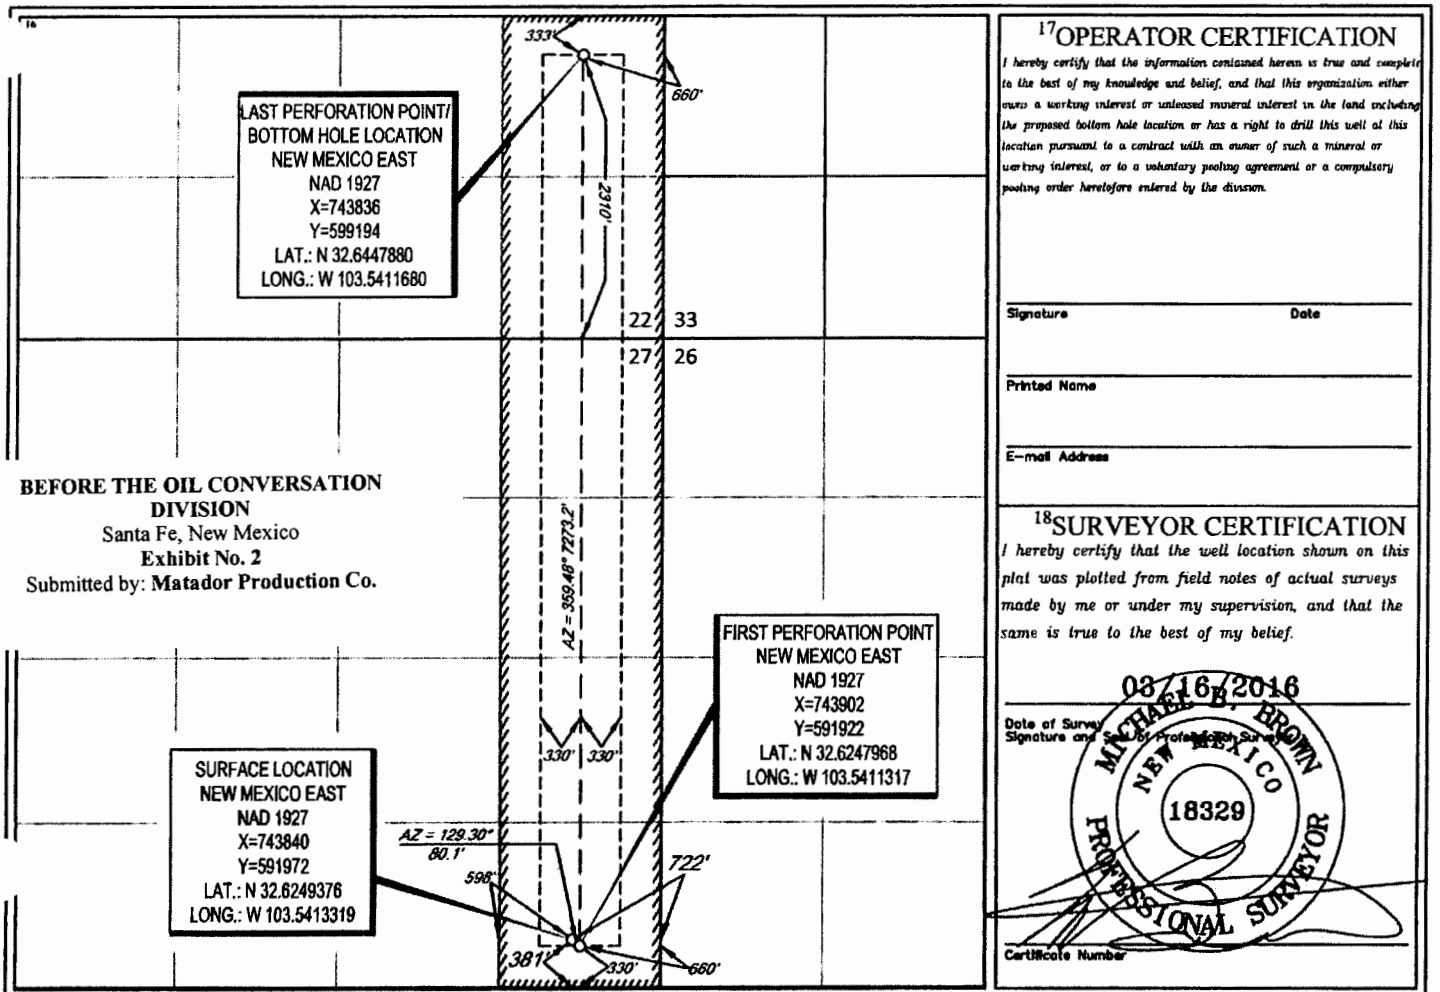 16
333'
660'
LAST PERFORATION POINT/
BOTTOM HOLE LOCATION
NEW MEXICO EAST
NAD 1927
X=743836
Y=599194
LAT.: N 32.6447880
LONG.: W 103.5411680
2310'
22 33
27 26
BEFORE THE OIL CONVERSATION
DIVISION
Santa Fe, New Mexico
Exhibit No. 2
Submitted by: Matador Production Co.
AZ = 359.48° 7273.2'
FIRST PERFORATION POINT
NEW MEXICO EAST
NAD 1927
X=743902
Y=591922
LAT.: N 32.6247968
LONG.: W 103.5411317
330' 330'
SURFACE LOCATION
NEW MEXICO EAST
NAD 1927
X=743840
Y=591972
LAT.: N 32.6249376
LONG.: W 103.5413319
AZ = 129.30°
80.1'
598'
722'
381'
330'
660'
17OPERATOR CERTIFICATION
I hereby certify that the information contained herein is true and complete
to the best of my knowledge and belief, and that this organization either
owns a working interest or unleased mineral interest in the land including
the proposed bottom hole location or has a right to drill this well at this
location pursuant to a contract with an owner of such a mineral or
working interest, or to a voluntary pooling agreement or a compulsory
pooling order heretofore entered by the division.
Signature Date
Printed Name
E-mail Address
18SURVEYOR CERTIFICATION
I hereby certify that the well location shown on this
plat was plotted from field notes of actual surveys
made by me or under my supervision, and that the
same is true to the best of my belief.
03/16/2016
Date of Survey
Signature and Seal of Professional Surveyor
MICHAEL B. BROWN
NEW MEXICO
18329
PROFESSIONAL SURVEYOR
Certificate Number